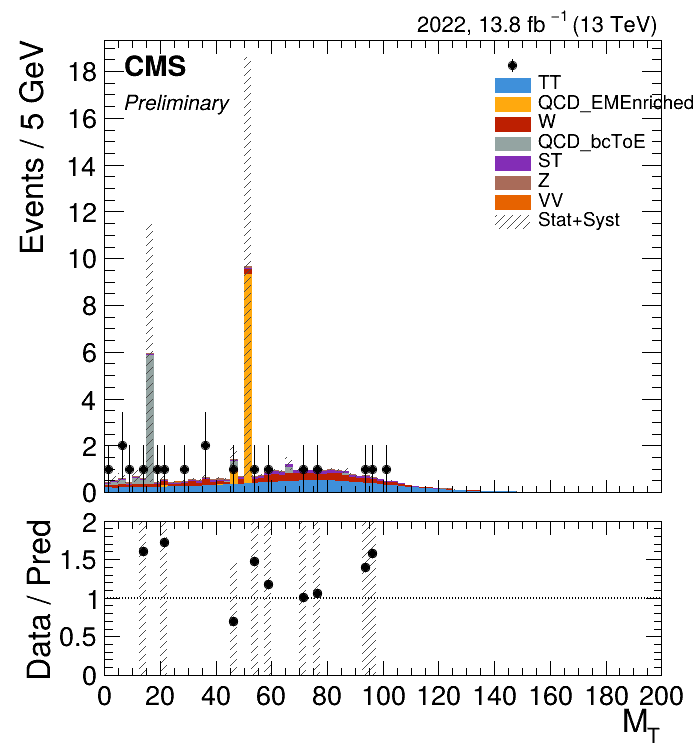 2022, 13.8 fb⁻¹ (13 TeV)
CMS
Preliminary
Events / 5 GeV
18
16
14
12
10
8
6
4
2
0
TT
QCD_EMEnriched
W
QCD_bcToE
ST
Z
VV
Stat+Syst
Data / Pred
2
1.5
1
0.5
0
0 20 40 60 80 100 120 140 160 180 200
M_T